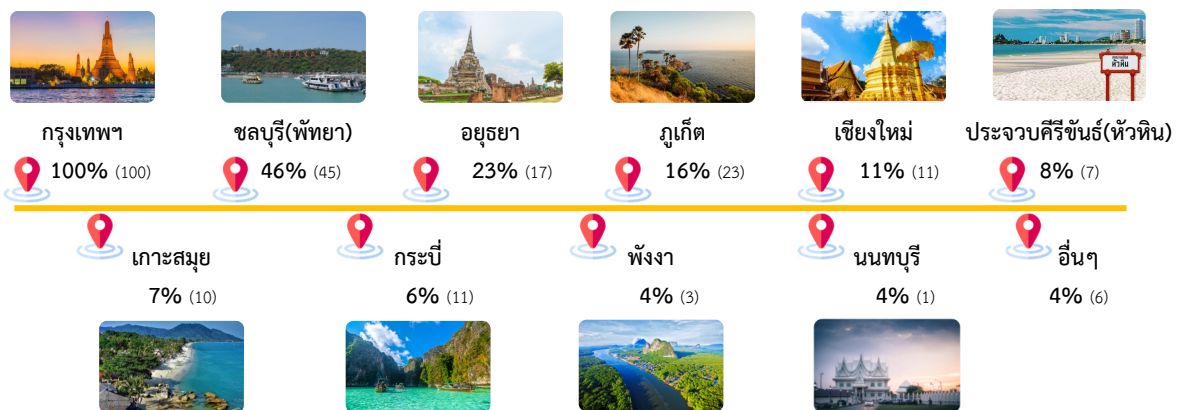 กรุงเทพฯ ชลบุรี(พัทยา) อยุธยา ภูเก็ต เชียงใหม่ ประจวบคีรีขันธ์(หัวหิน)
100% (100) 46% (45) 23% (17) 16% (23) 11% (11) 8% (7)
เกาะสมุย กระบี่ พังงา นนทบุรี อื่นๆ
7% (10) 6% (11) 4% (3) 4% (1) 4% (6)
หัวหิน